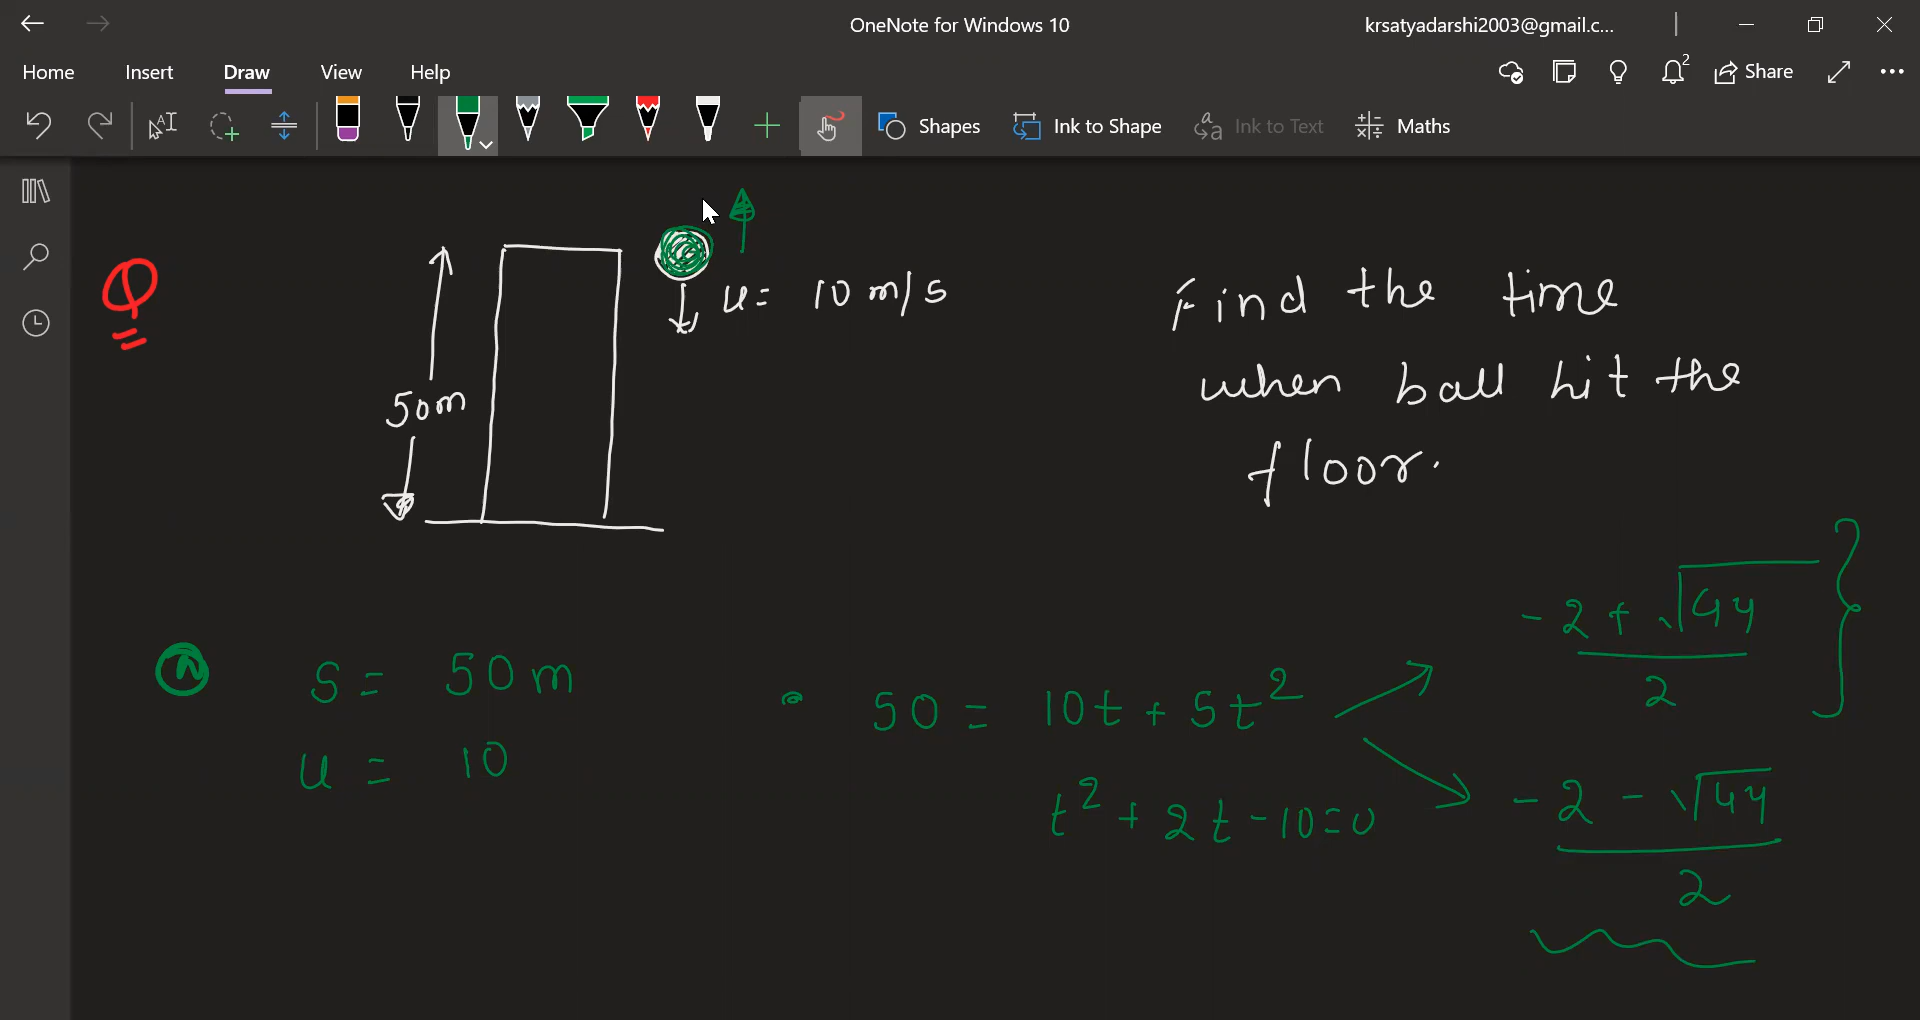 OneNote for Windows 10
krsatyadarshi2003@gmail.c...
Home Insert Draw View Help
2
Share
Shapes
Ink to Shape
Ink to Text
Maths
Q
u = 10 m/s
50m
Find the time
when ball hit the
floor.
S = 50 m
u = 10
50 = 10t + 5t²
t² + 2t - 10 = 0
-2 + √44
2
-2 - √44
2